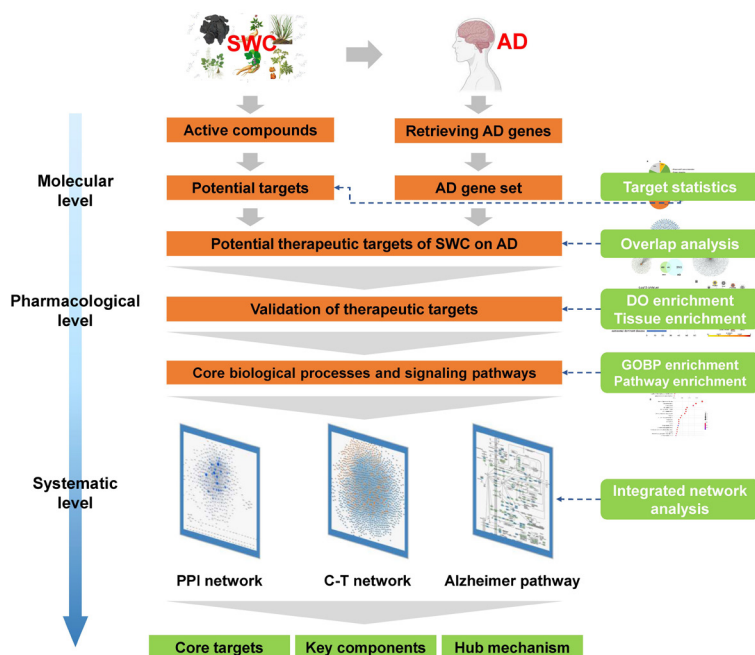 SWC
AD
Active compounds
Retrieving AD genes
Molecular
level
Potential targets
AD gene set
Target statistics
Potential therapeutic targets of SWC on AD
Overlap analysis
Pharmacological
level
Validation of therapeutic targets
DO enrichment
Tissue enrichment
Core biological processes and signaling pathways
GOBP enrichment
Pathway enrichment
Systematic
level
Integrated network
analysis
PPI network
C-T network
Alzheimer pathway
Core targets
Key components
Hub mechanism